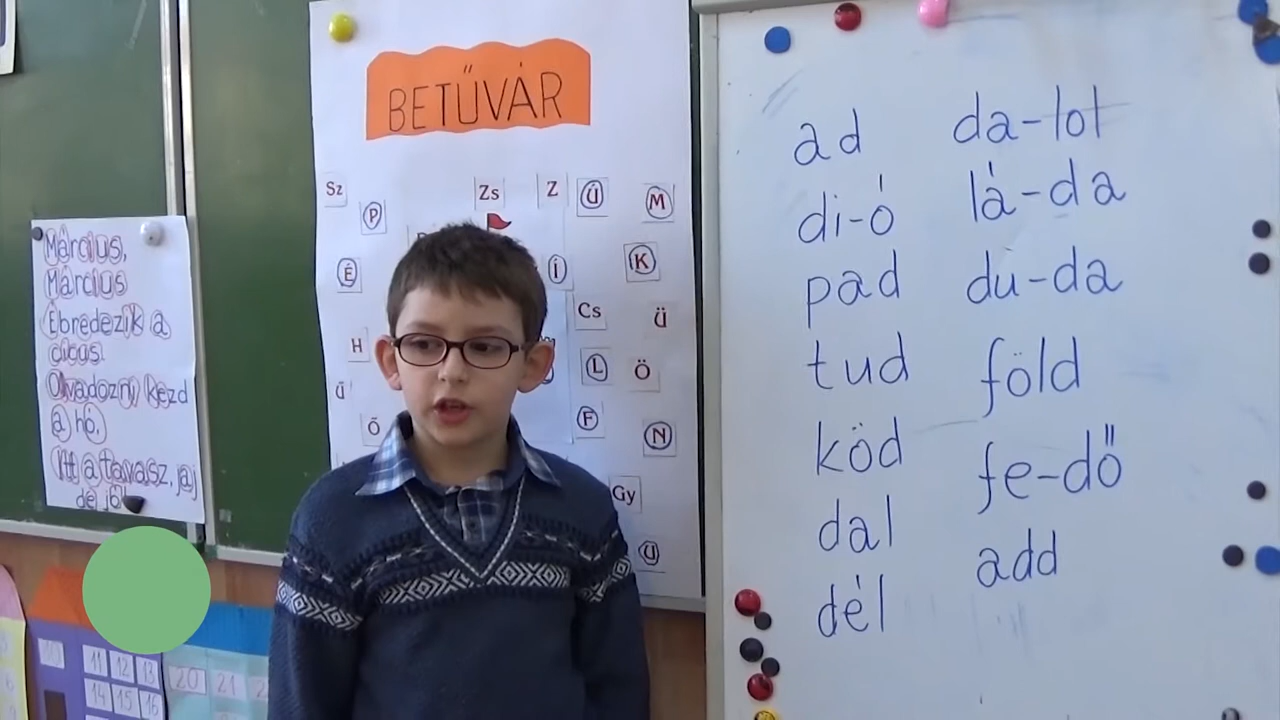 BETŰVÁR
Március,
Március
Ébredezik a
cicus.
Olvadozni kezd
a hó,
Itt a tavasz, jaj
de jó!
Sz Zs Z Ú M
P
É Í K
Cs Ü
H L Ö
ű
Ő F N
Gy
U
ad
di-ó
pad
tud
köd
dal
dél
da-lol
lá-da
du-da
föld
fe-dő
add
11 12 13
14 15 16
20 21